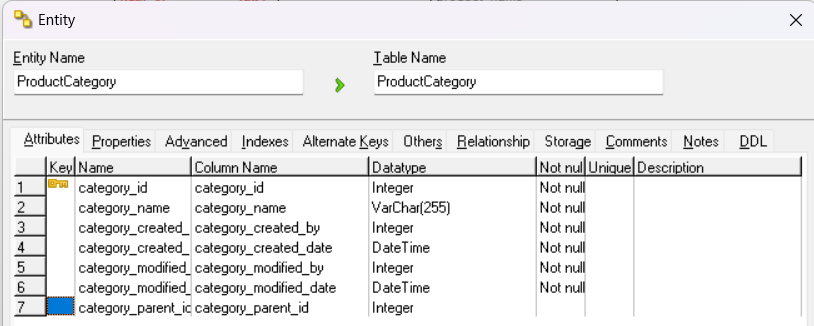 Entity
Entity Name Table Name
ProductCategory ProductCategory
Attributes Properties Advanced Indexes Alternate Keys Others Relationship Storage Comments Notes DDL
Key Name Column Name Datatype Not nul Unique Description
1 category_id category_id Integer Not null
2 category_name category_name VarChar(255) Not null
3 category_created_ category_created_by Integer Not null
4 category_created_ category_created_date DateTime Not null
5 category_modified_ category_modified_by Integer Not null
6 category_modified_ category_modified_date DateTime Not null
7 category_parent_id category_parent_id Integer